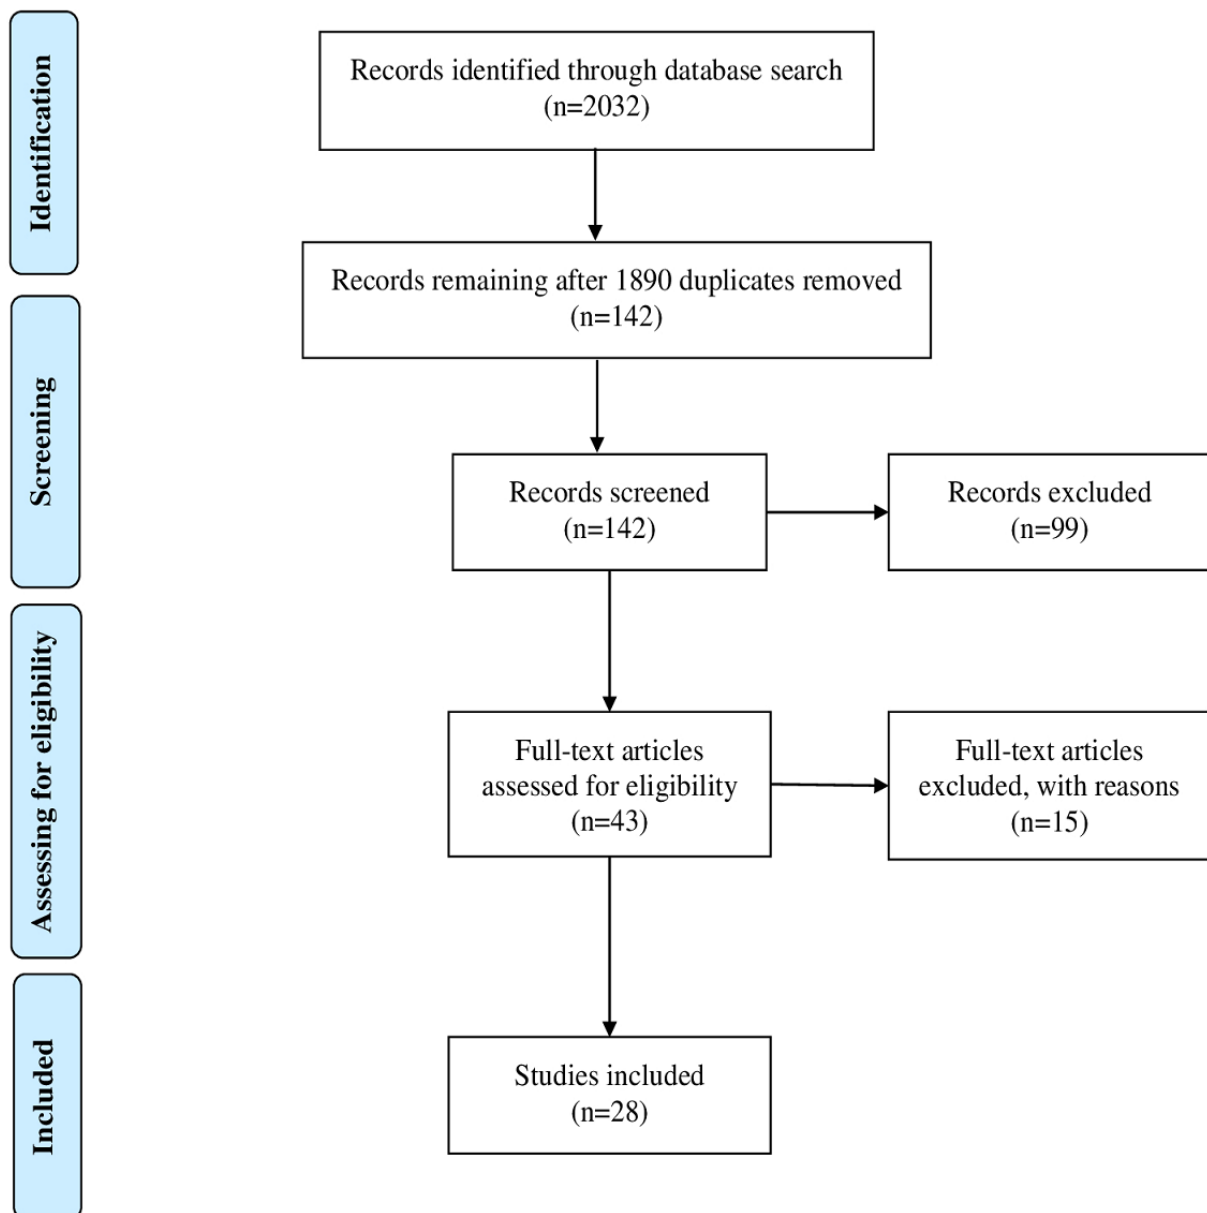 Identification
Records identified through database search
(n=2032)
Records remaining after 1890 duplicates removed
(n=142)
Screening
Records screened
(n=142)
Records excluded
(n=99)
Assessing for eligibility
Full-text articles
assessed for eligibility
(n=43)
Full-text articles
excluded, with reasons
(n=15)
Included
Studies included
(n=28)